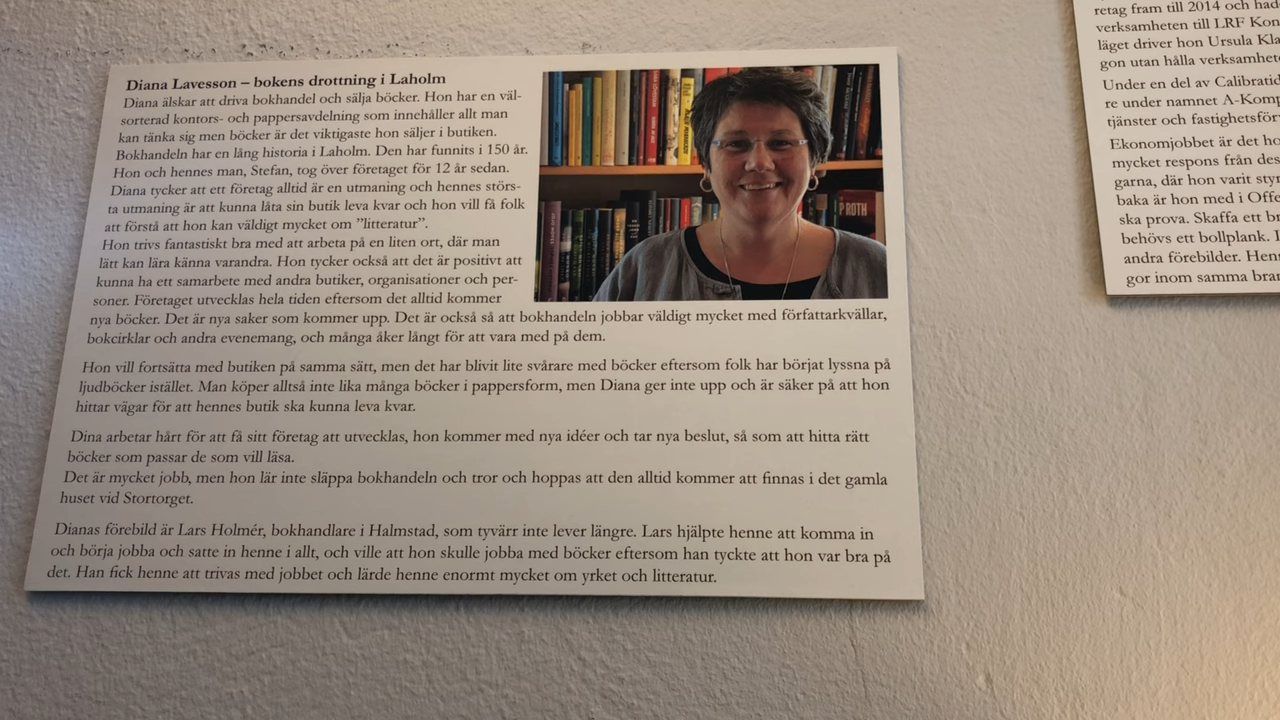 Diana Lavesson – bokens drottning i Laholm
Diana älskar att driva bokhandel och sälja böcker. Hon har en väl-
sorterad kontors- och pappersavdelning som innehåller allt man
kan tänka sig men böcker är det viktigaste hon säljer i butiken.
Bokhandeln har en lång historia i Laholm. Den har funnits i 150 år.
Hon och hennes man, Stefan, tog över företaget för 12 år sedan.
Diana tycker att ett företag alltid är en utmaning och hennes störs-
ta utmaning är att kunna låta sin butik leva kvar och hon vill få folk
att förstå att hon kan väldigt mycket om ”litteratur”.
Hon trivs fantastiskt bra med att arbeta på en liten ort, där man
lätt kan lära känna varandra. Hon tycker också att det är positivt att
kunna ha ett samarbete med andra butiker, organisationer och per-
soner. Företaget utvecklas hela tiden eftersom det alltid kommer
nya böcker. Det är nya saker som kommer upp. Det är också så att bokhandeln jobbar väldigt mycket med författarkvällar,
bokcirklar och andra evenemang, och många åker långt för att vara med på dem.
Hon vill fortsätta med butiken på samma sätt, men det har blivit lite svårare med böcker eftersom folk har börjat lyssna på
ljudböcker istället. Man köper alltså inte lika många böcker i pappersform, men Diana ger inte upp och är säker på att hon
hittar vägar för att hennes butik ska kunna leva kvar.
Dina arbetar hårt för att få sitt företag att utvecklas, hon kommer med nya idéer och tar nya beslut, så som att hitta rätt
böcker som passar de som vill läsa.
Det är mycket jobb, men hon lär inte släppa bokhandeln och tror och hoppas att den alltid kommer att finnas i det gamla
huset vid Stortorget.
Dianas förebild är Lars Holmér, bokhandlare i Halmstad, som tyvärr inte lever längre. Lars hjälpte henne att komma in
och börja jobba och satte in henne i allt, och ville att hon skulle jobba med böcker eftersom han tyckte att hon var bra på
det. Han fick henne att trivas med jobbet och lärde henne enormt mycket om yrket och litteratur.
P ROTH
retag fram till 2014 och had
verksamheten till LRF Kon
läget driver hon Ursula Kla
gon utan hålla verksamhet
Under en del av Calibratio
re under namnet A-Komp
tjänster och fastighetsför
Ekonomjobbet är det ho
mycket respons från des
garna, där hon varit styr
baka är hon med i Offe
ska prova. Skaffa ett br
behövs ett bollplank. I
andra förebilder. Hen
gor inom samma bran